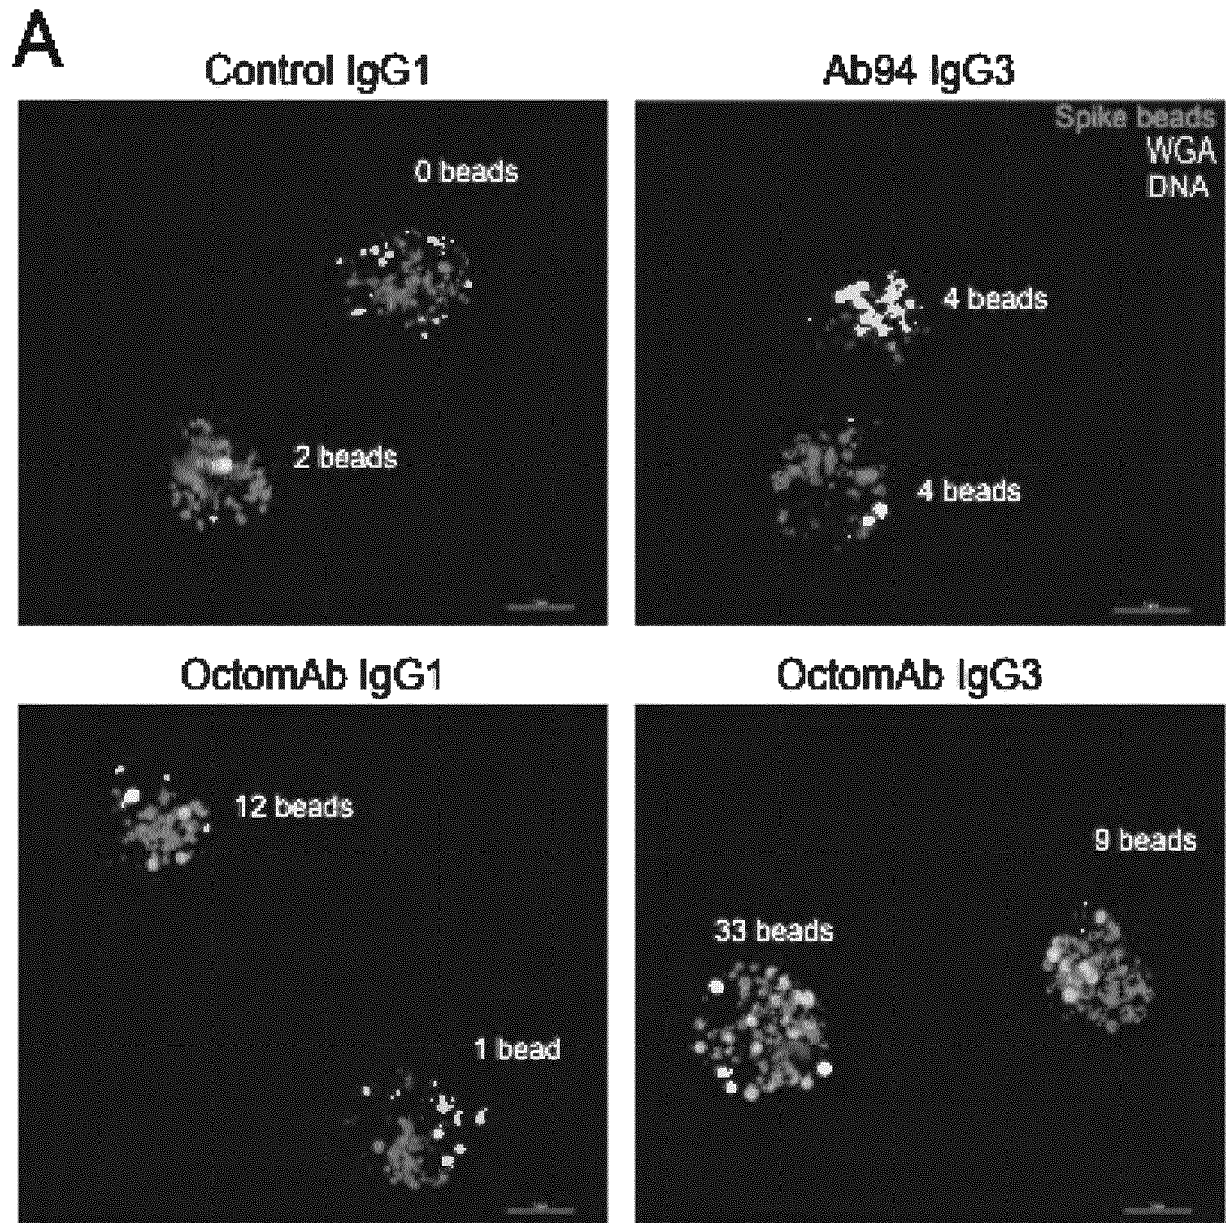 A
Control IgG1
Ab94 IgG3
0 beads
2 beads
Spike beads
WGA
DNA
4 beads
4 beads
OctomAb IgG1
OctomAb IgG3
12 beads
1 bead
9 beads
33 beads